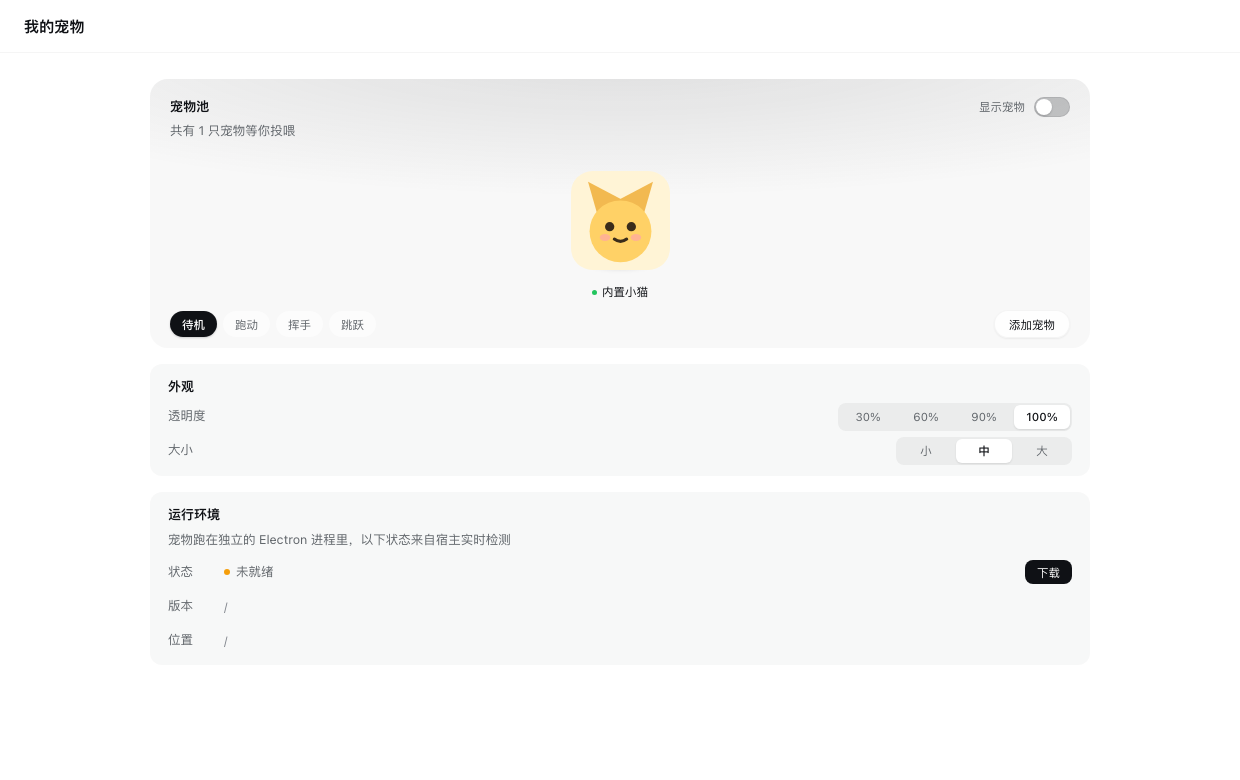 我的宠物
宠物池
显示宠物
共有 1 只宠物等你投喂
内置小猫
待机 跑动 挥手 跳跃
添加宠物
外观
透明度
30% 60% 90% 100%
大小
小 中 大
运行环境
宠物跑在独立的 Electron 进程里，以下状态来自宿主实时检测
状态 未就绪
下载
版本 /
位置 /